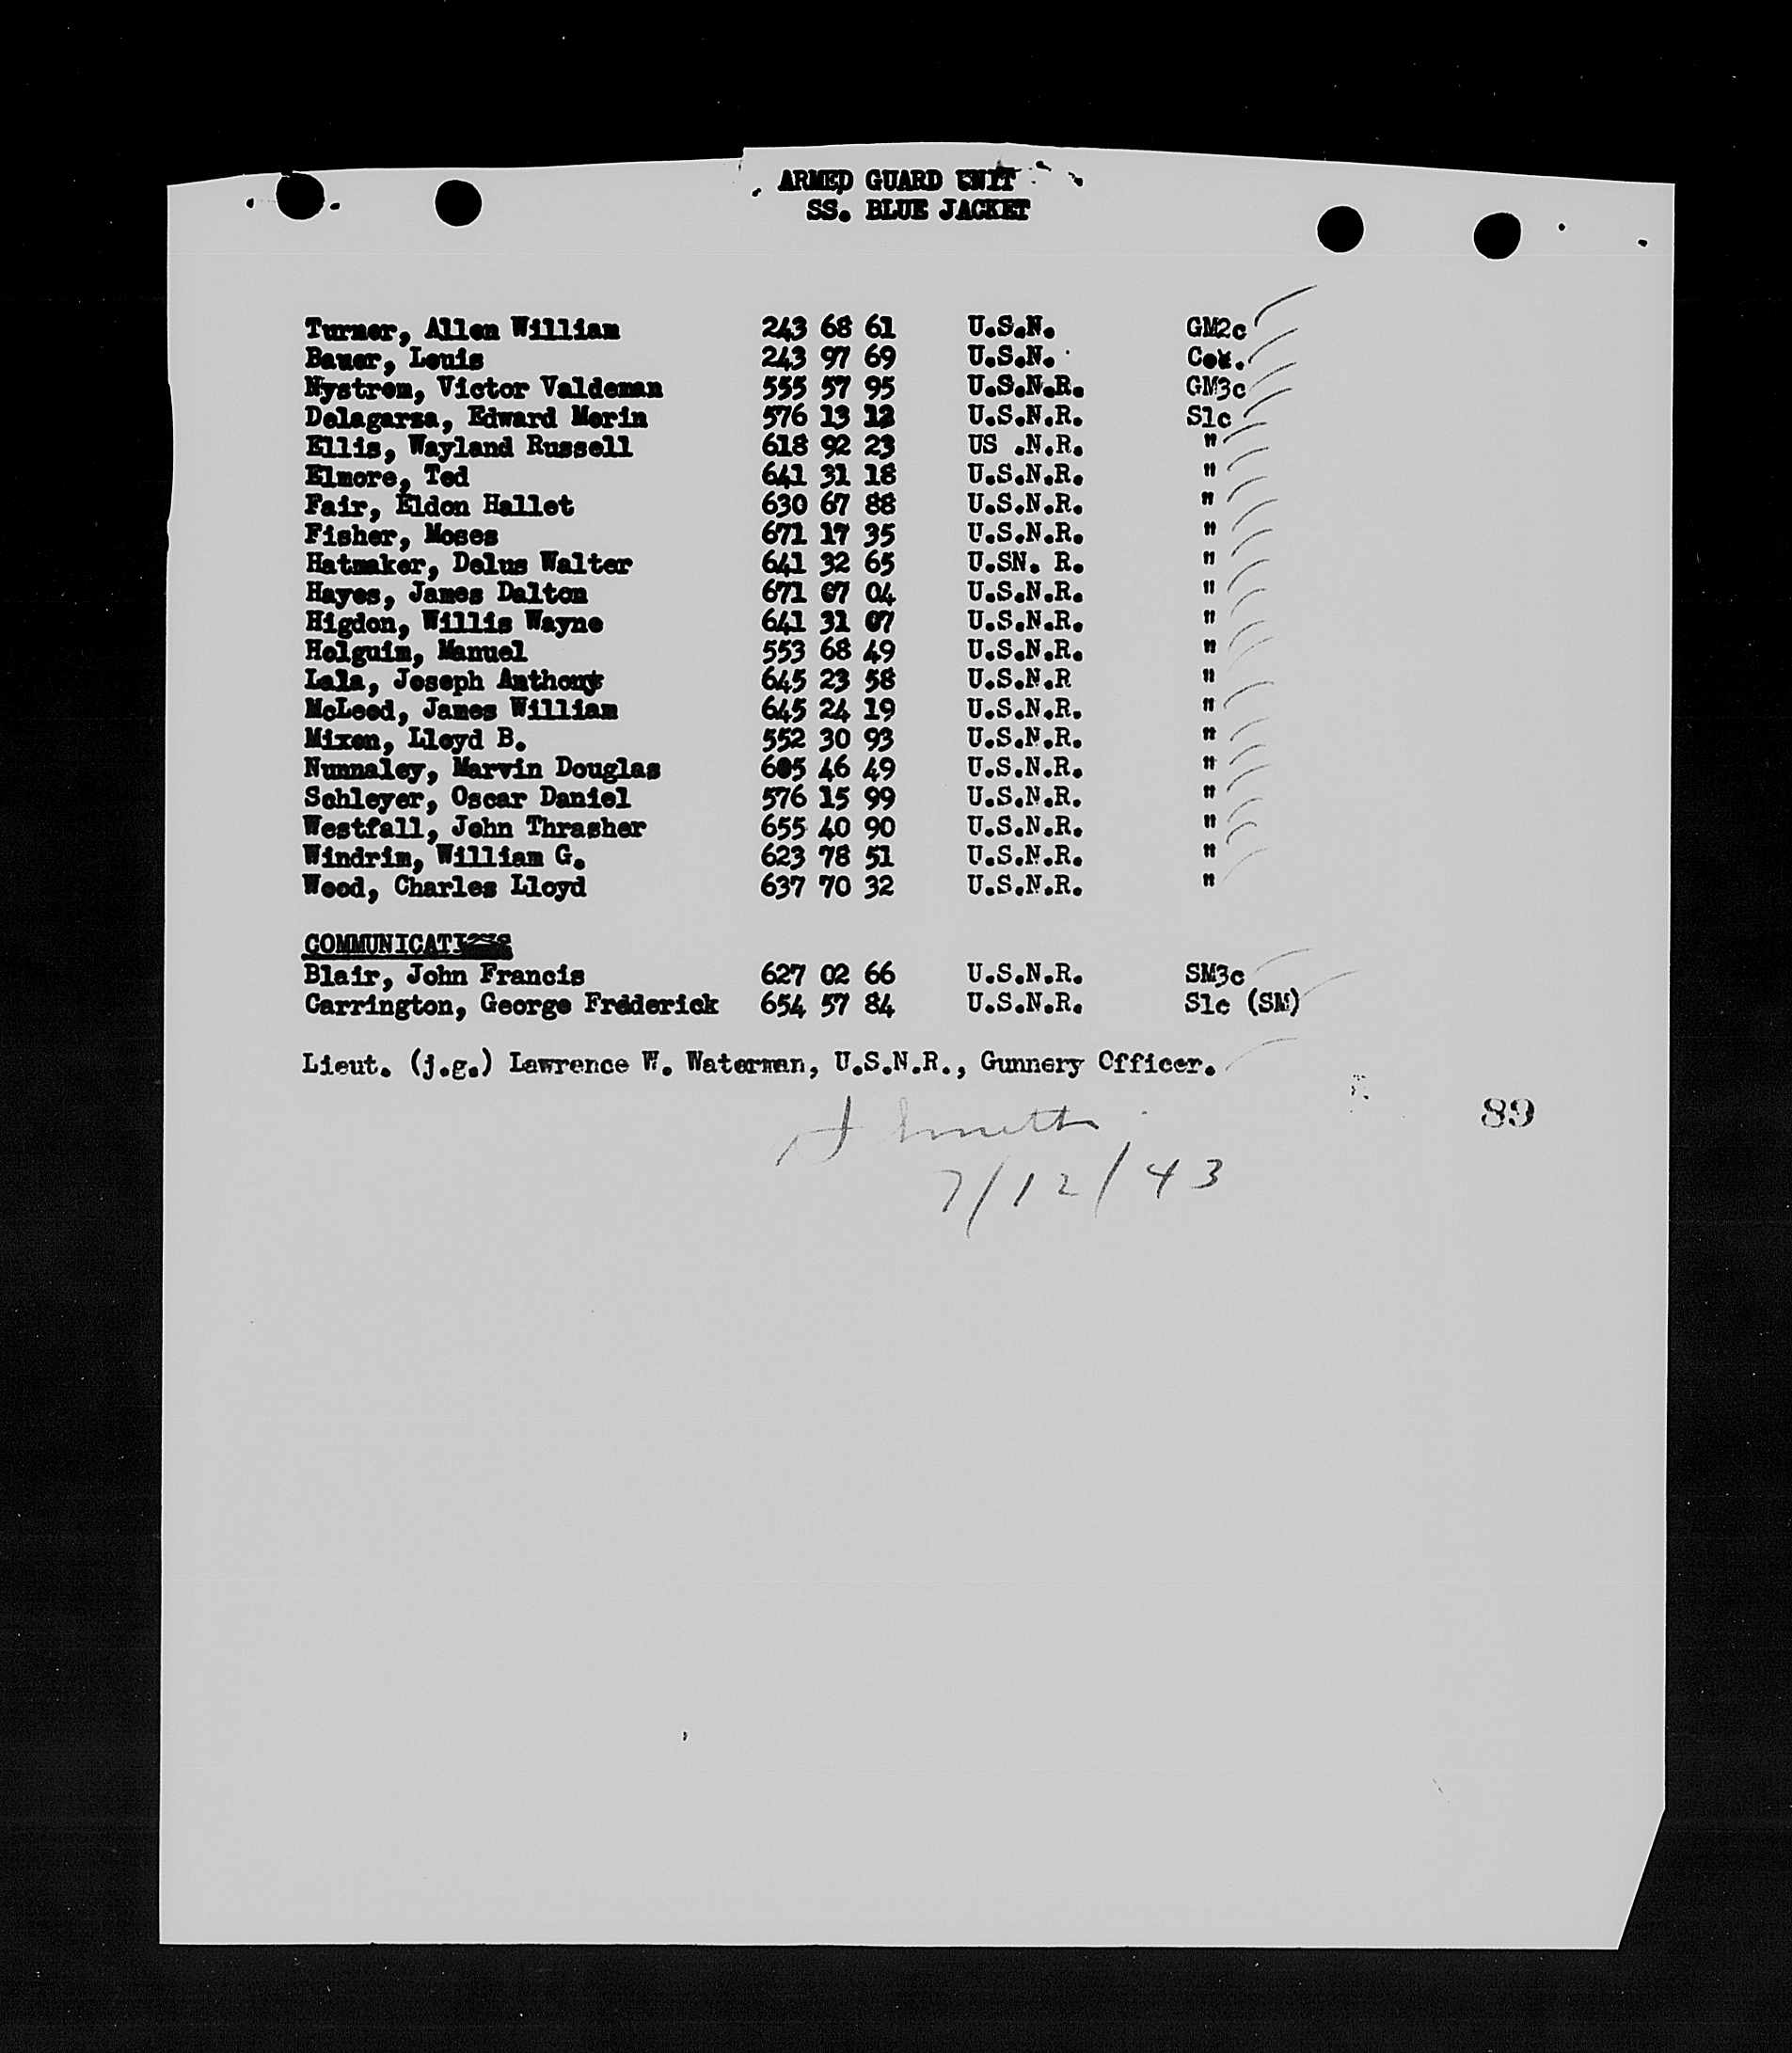 ARMED GUARD UNIT
SS. BLUE JACKET
Turner, Allen William 243 68 61 U.S.N. GM2c
Bauer, Louis 243 97 69 U.S.N. Cox.
Nystrom, Victor Valdeman 555 57 95 U.S.N.R. GM3c
Delagarza, Edward Morin 576 13 12 U.S.N.R. S1c
Ellis, Wayland Russell 618 92 23 US .N.R. "
Elmore, Ted 641 31 18 U.S.N.R. "
Fair, Eldon Hallet 630 67 88 U.S.N.R. "
Fisher, Moses 671 17 35 U.S.N.R. "
Hatmaker, Delus Walter 641 32 65 U.SN. R. "
Hayes, James Dalton 671 07 04 U.S.N.R. "
Higdon, Willis Wayne 641 31 07 U.S.N.R. "
Holguin, Manuel 553 68 49 U.S.N.R. "
Lala, Joseph Anthony 645 23 58 U.S.N.R "
McLeod, James William 645 24 19 U.S.N.R. "
Mixon, Lloyd B. 552 30 93 U.S.N.R. "
Nunnaley, Marvin Douglas 605 46 49 U.S.N.R. "
Schleyer, Oscar Daniel 576 15 99 U.S.N.R. "
Westfall, John Thrasher 655 40 90 U.S.N.R. "
Windrim, William G. 623 78 51 U.S.N.R. "
Wood, Charles Lloyd 637 70 32 U.S.N.R. "
COMMUNICATIONS
Blair, John Francis 627 02 66 U.S.N.R. SM3c
Carrington, George Frederick 654 57 84 U.S.N.R. S1c (SM)
Lieut. (j.g.) Lawrence W. Waterman, U.S.N.R., Gunnery Officer.
89
7/12/43